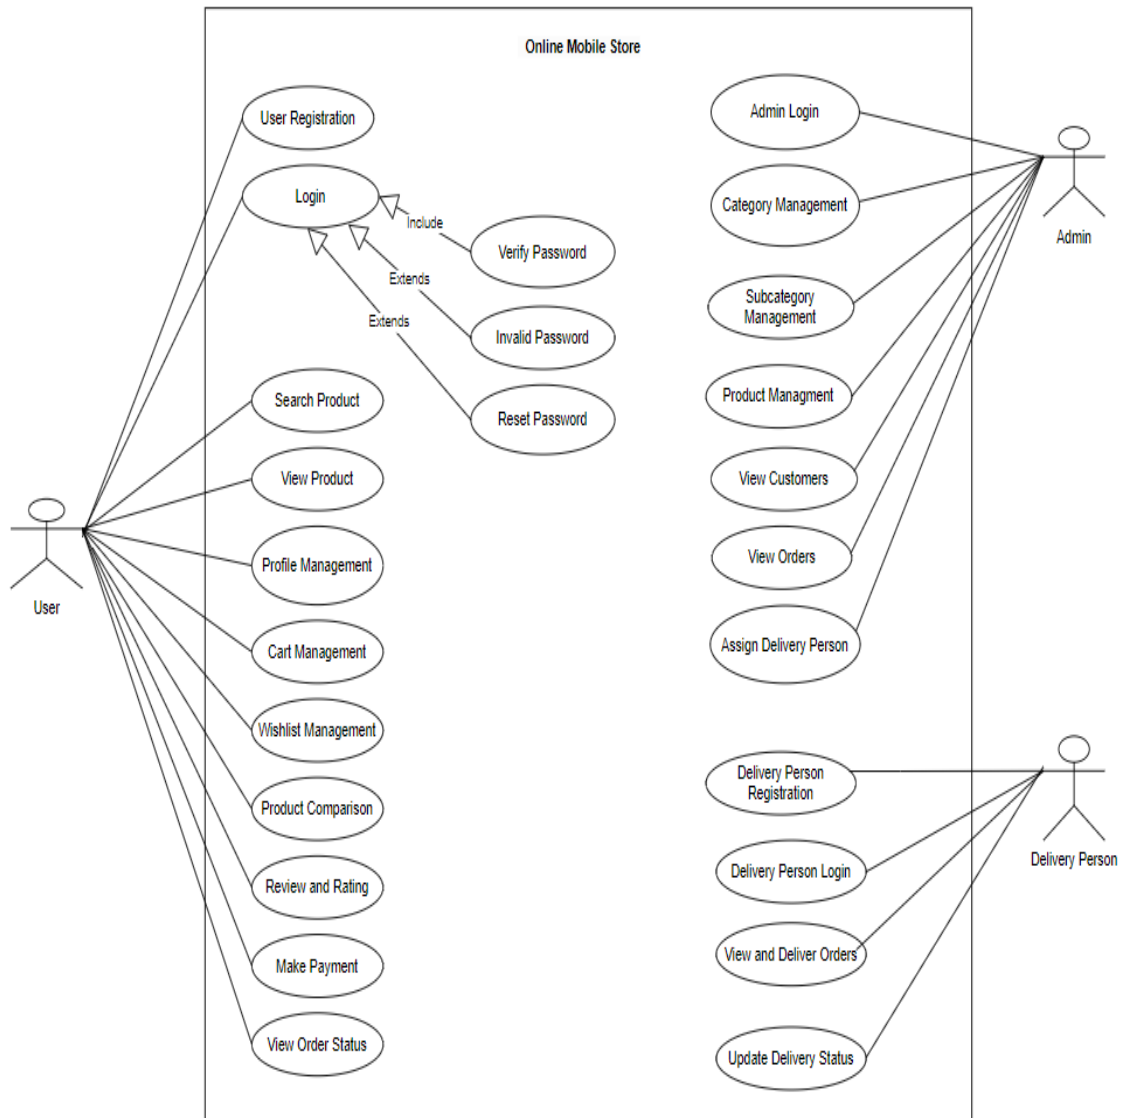 Online Mobile Store
User Registration
Login
Include
Verify Password
Extends
Invalid Password
Extends
Reset Password
Search Product
View Product
Profile Management
Cart Management
Wishlist Management
Product Comparison
Review and Rating
Make Payment
View Order Status
User
Admin Login
Category Management
Subcategory
Management
Product Managment
View Customers
View Orders
Assign Delivery Person
Admin
Delivery Person
Registration
Delivery Person Login
View and Deliver Orders
Update Delivery Status
Delivery Person